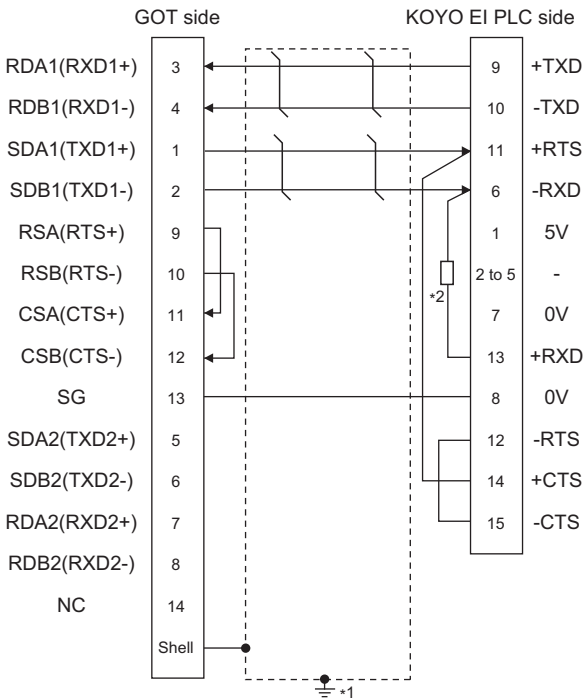 GOT side
KOYO EI PLC side
RDA1(RXD1+) 3 9 +TXD
RDB1(RXD1-) 4 10 -TXD
SDA1(TXD1+) 1 11 +RTS
SDB1(TXD1-) 2 6 -RXD
RSA(RTS+) 9 1 5V
RSB(RTS-) 10 2 to 5 -
*2
CSA(CTS+) 11 7 0V
CSB(CTS-) 12 13 +RXD
SG 13 8 0V
SDA2(TXD2+) 5 12 -RTS
SDB2(TXD2-) 6 14 +CTS
RDA2(RXD2+) 7 15 -CTS
RDB2(RXD2-) 8
NC 14
Shell
*1